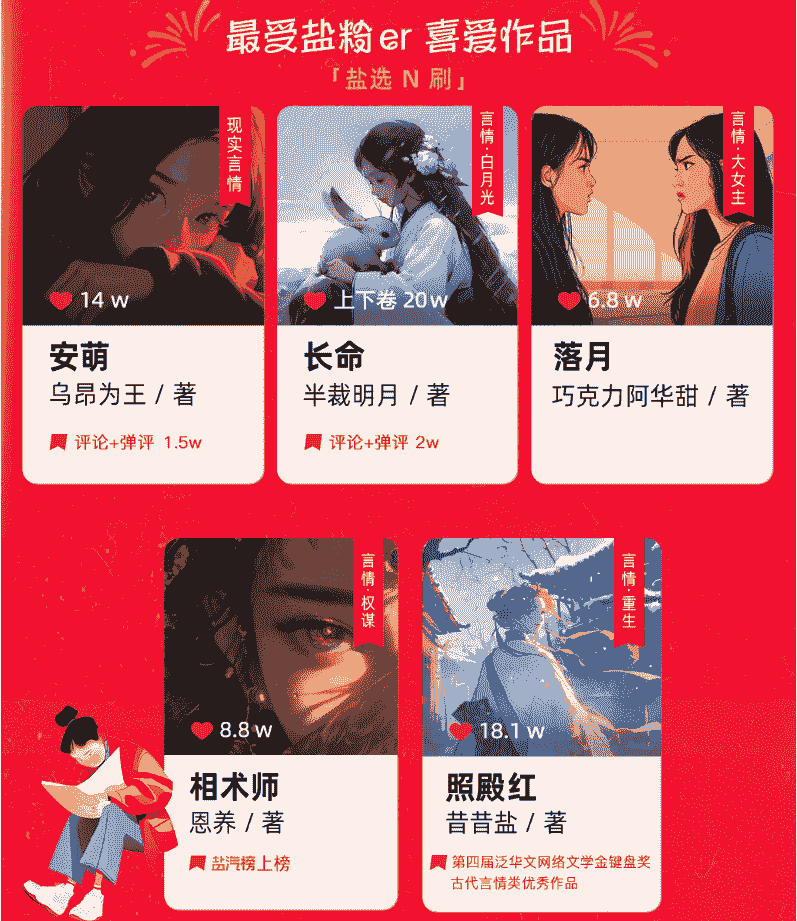 最受盐粉er 喜爱作品
「盐选 N 刷」
现实言情
14 w
安萌
乌昂为王 / 著
评论+弹评 1.5w
言情·白月光
上下卷 20w
长命
半裁明月 / 著
评论+弹评 2w
言情·大女主
6.8 w
落月
巧克力阿华甜 / 著
言情·权谋
8.8 w
相术师
恩养 / 著
上榜
言情·重生
18.1 w
照殿红
昔昔盐 / 著
第四届泛华文网络文学金键盘奖
古代言情类优秀作品